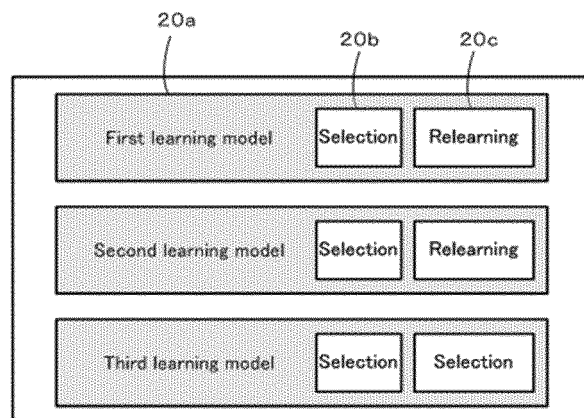 20a
20b 20c
First learning model Selection Relearning
Second learning model Selection Relearning
Third learning model Selection Selection